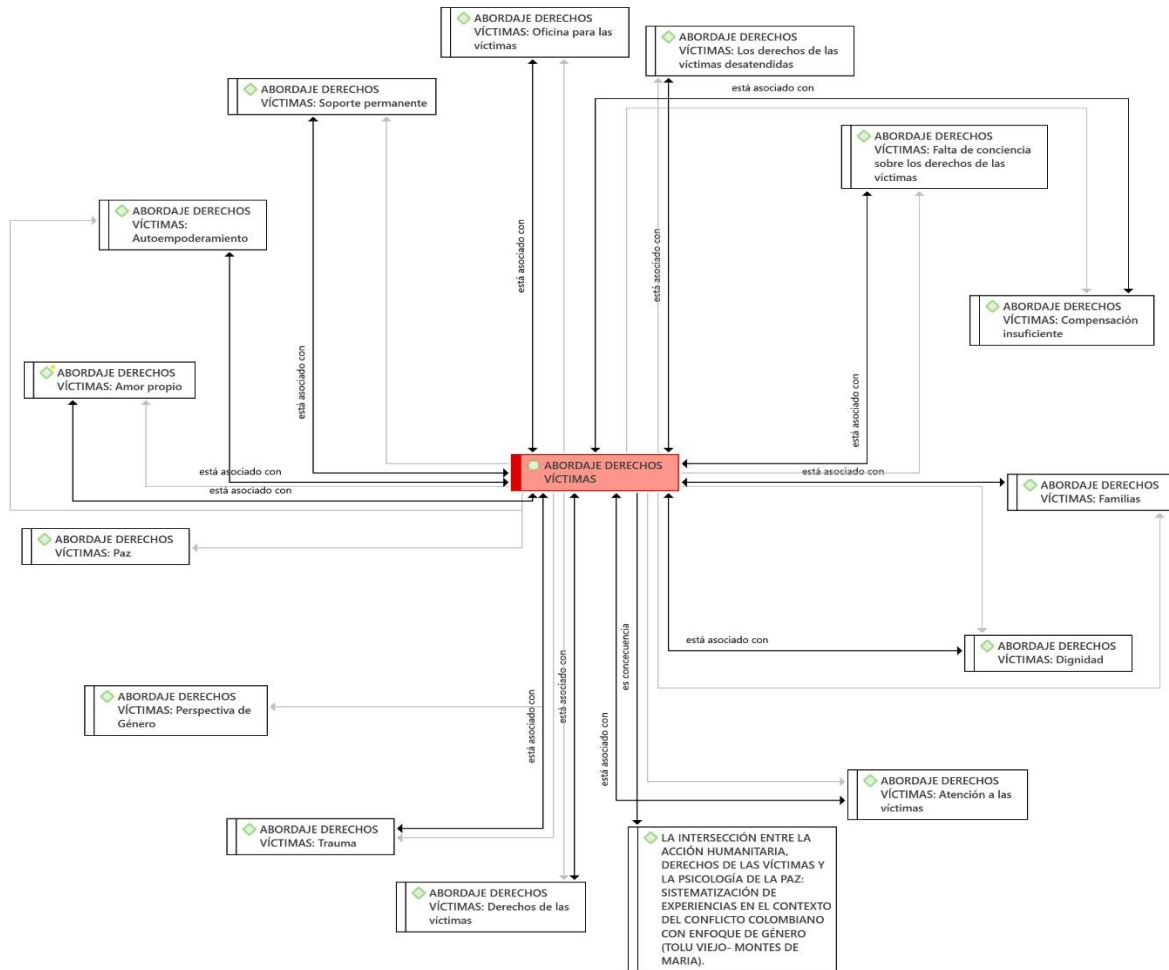 ABORDAJE DERECHOS
VÍCTIMAS: Oficina para las
víctimas
ABORDAJE DERECHOS
VÍCTIMAS: Los derechos de las
víctimas desatendidas
ABORDAJE DERECHOS
VÍCTIMAS: Soporte permanente
está asociado con
ABORDAJE DERECHOS
VÍCTIMAS: Falta de conciencia
sobre los derechos de las
víctimas
ABORDAJE DERECHOS
VÍCTIMAS:
Autoempoderamiento
está asociado con
está asociado con
ABORDAJE DERECHOS
VÍCTIMAS: Compensación
insuficiente
está asociado con
está asociado con
ABORDAJE DERECHOS
VÍCTIMAS: Amor propio
ABORDAJE DERECHOS
VÍCTIMAS
está asociado con
está asociado con
está asociado con
ABORDAJE DERECHOS
VÍCTIMAS: Familias
ABORDAJE DERECHOS
VÍCTIMAS: Paz
está asociado con
ABORDAJE DERECHOS
VÍCTIMAS: Dignidad
es concecuencia
está asociado con
está asociado con
está asociado con
ABORDAJE DERECHOS
VÍCTIMAS: Perspectiva de
Género
ABORDAJE DERECHOS
VÍCTIMAS: Atención a las
víctimas
ABORDAJE DERECHOS
VÍCTIMAS: Trauma
ABORDAJE DERECHOS
VÍCTIMAS: Derechos de las
víctimas
LA INTERSECCIÓN ENTRE LA
ACCIÓN HUMANITARIA,
DERECHOS DE LAS VÍCTIMAS Y
LA PSICOLOGÍA DE LA PAZ:
SISTEMATIZACIÓN DE
EXPERIENCIAS EN EL CONTEXTO
DEL CONFLICTO COLOMBIANO
CON ENFOQUE DE GÉNERO
(TOLU VIEJO- MONTES DE
MARIA).